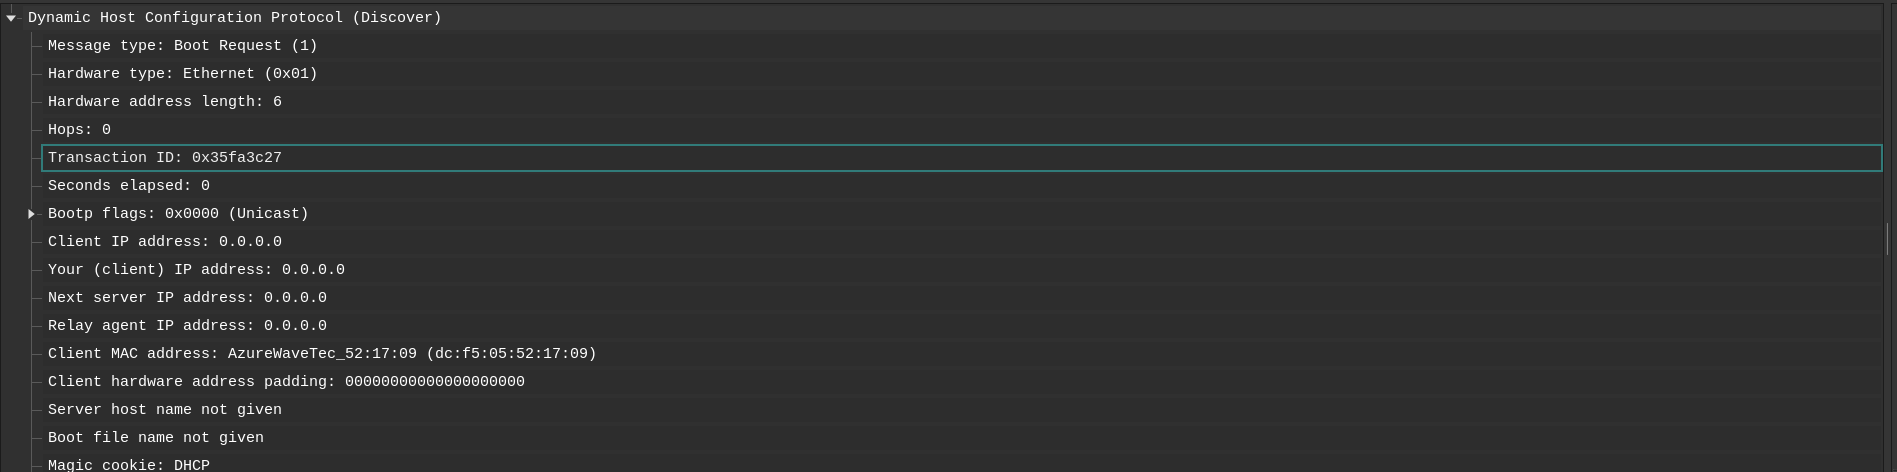 Dynamic Host Configuration Protocol (Discover)
Message type: Boot Request (1)
Hardware type: Ethernet (0x01)
Hardware address length: 6
Hops: 0
Transaction ID: 0x35fa3c27
Seconds elapsed: 0
Bootp flags: 0x0000 (Unicast)
Client IP address: 0.0.0.0
Your (client) IP address: 0.0.0.0
Next server IP address: 0.0.0.0
Relay agent IP address: 0.0.0.0
Client MAC address: AzureWaveTec_52:17:09 (dc:f5:05:52:17:09)
Client hardware address padding: 00000000000000000000
Server host name not given
Boot file name not given
Magic cookie: DHCP